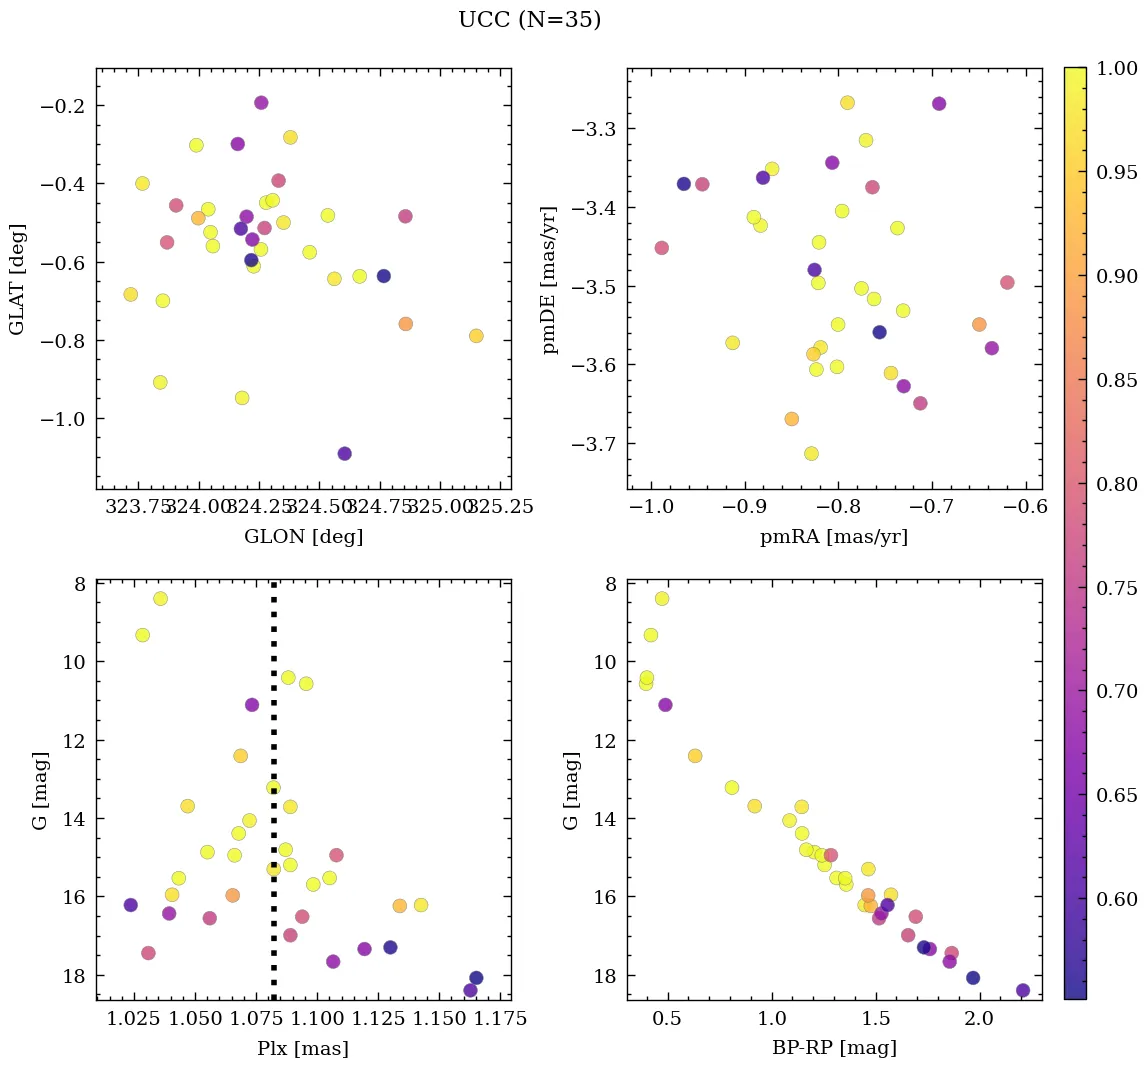 UCC (N=35)
−0.2
−0.4
−0.6
−0.8
−1.0
GLAT [deg]
323.75 324.00 324.25 324.50 324.75 325.00 325.25
GLON [deg]
−3.3
−3.4
−3.5
−3.6
−3.7
pmDE [mas/yr]
−1.0 −0.9 −0.8 −0.7 −0.6
pmRA [mas/yr]
8
10
12
14
16
18
G [mag]
1.025 1.050 1.075 1.100 1.125 1.150 1.175
Plx [mas]
8
10
12
14
16
18
G [mag]
0.5 1.0 1.5 2.0
BP-RP [mag]
1.00
0.95
0.90
0.85
0.80
0.75
0.70
0.65
0.60